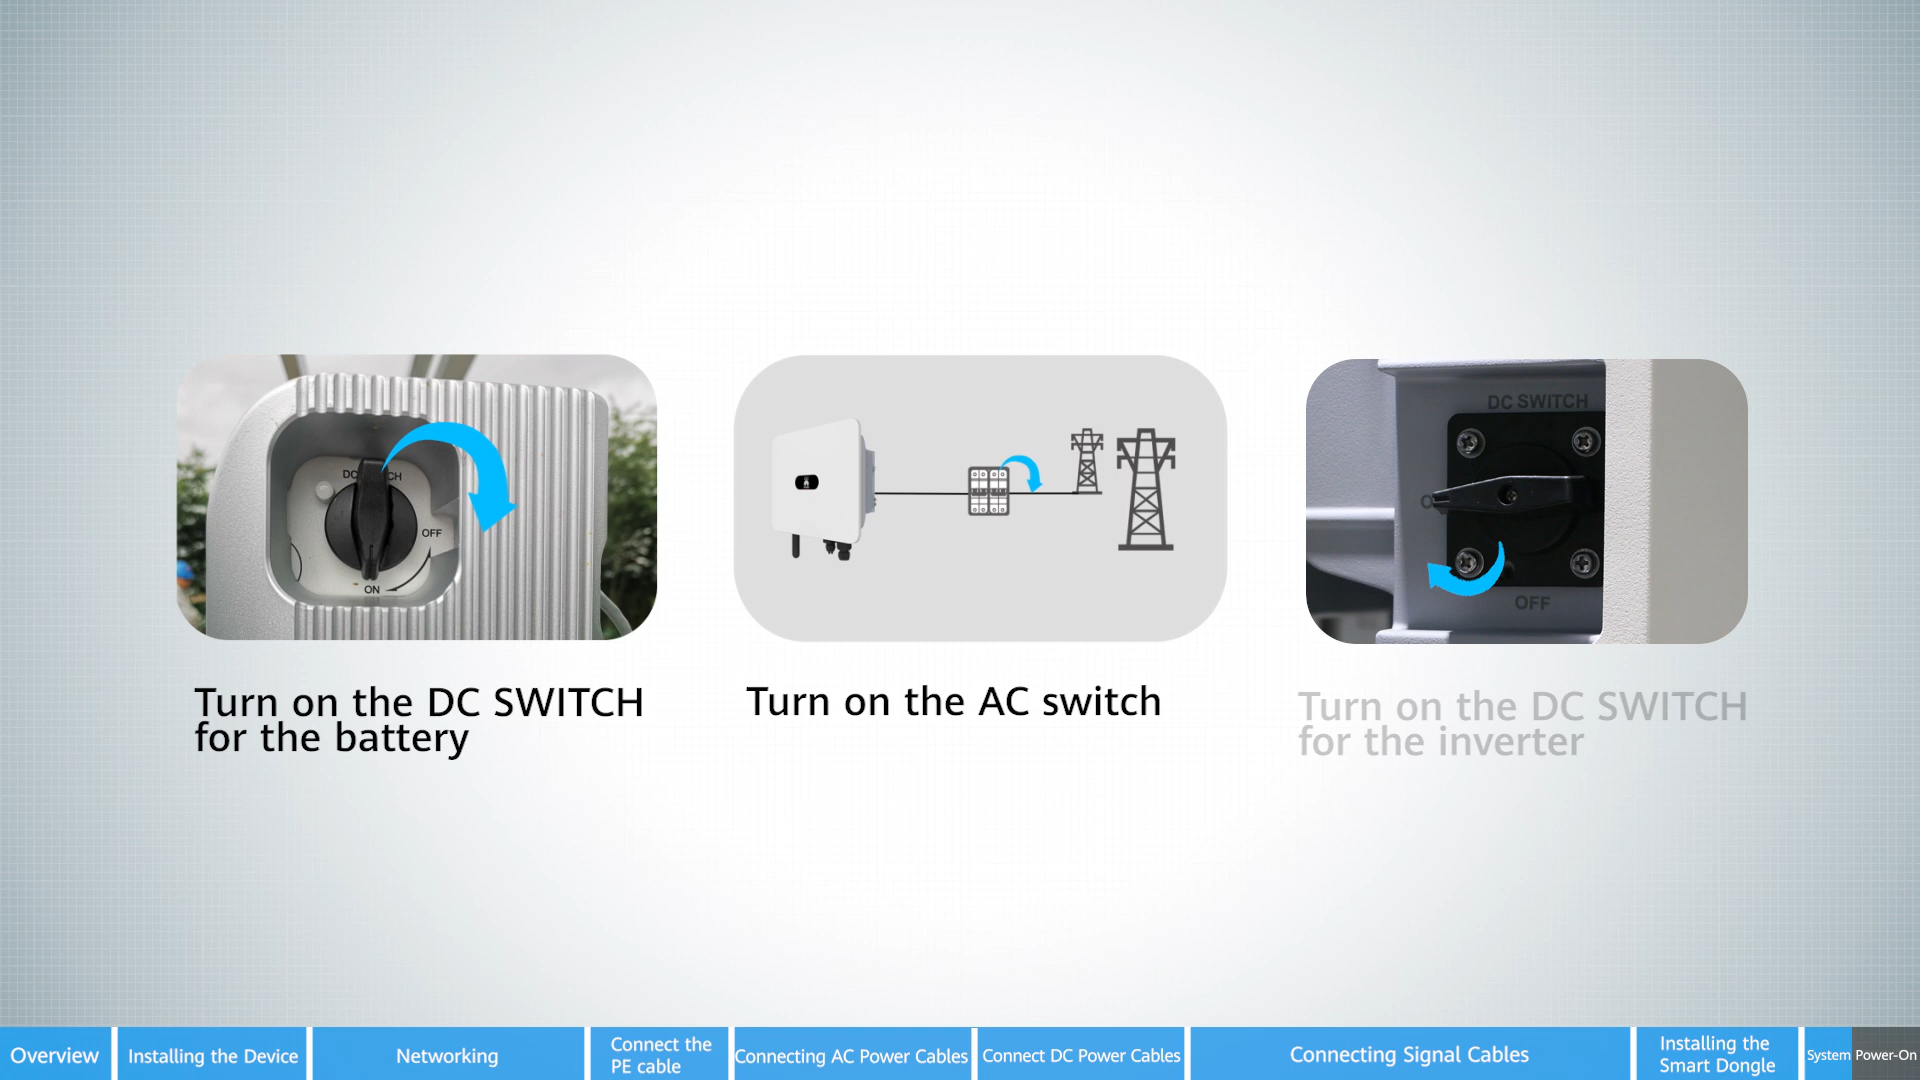 DC
CH
OFF
ON
DC SWITCH
OFF
Turn on the DC SWITCH
for the battery
Turn on the AC switch
Turn on the DC SWITCH
for the inverter
Overview
Installing the Device
Networking
Connect the
PE cable
Connecting AC Power Cables
Connect DC Power Cables
Connecting Signal Cables
Installing the
Smart Dongle
System Power-On